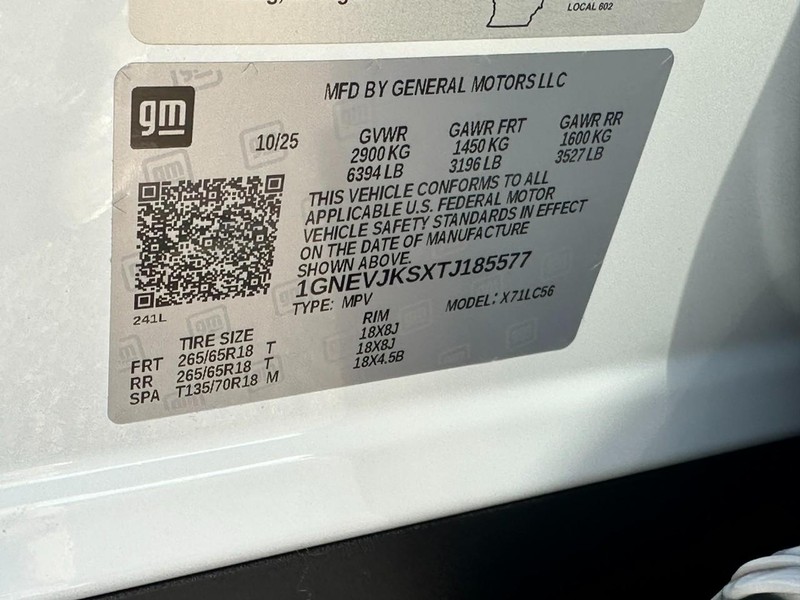 LOCAL 602
gm
MFD BY GENERAL MOTORS LLC
10/25
GVWR GAWR FRT GAWR RR
2900 KG 1450 KG 1600 KG
6394 LB 3196 LB 3527 LB
THIS VEHICLE CONFORMS TO ALL
APPLICABLE U.S. FEDERAL MOTOR
VEHICLE SAFETY STANDARDS IN EFFECT
ON THE DATE OF MANUFACTURE
SHOWN ABOVE.
1GNEVJKSXTJ185577
TYPE: MPV MODEL: X71LC56
241L
TIRE SIZE RIM
FRT 265/65R18 T 18X8J
RR 265/65R18 T 18X8J
SPA T135/70R18 M 18X4.5B